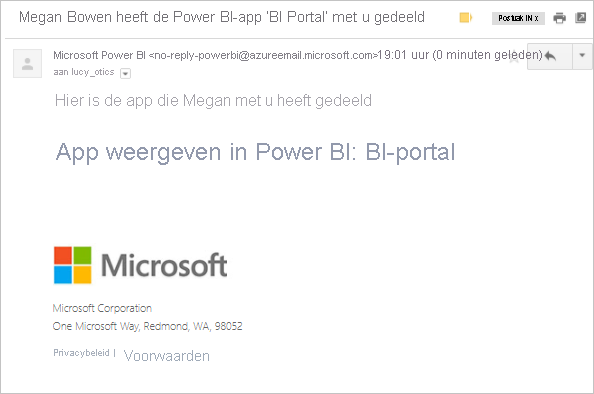 Megan Bowen heeft de Power BI-app 'BI Portal' met u gedeeld
Postvak IN x
Microsoft Power BI <no-reply-powerbi@azureemail.microsoft.com> 19:01 uur (0 minuten geleden)
aan lucy_otics
Hier is de app die Megan met u heeft gedeeld
App weergeven in Power BI: BI-portal
Microsoft
Microsoft Corporation
One Microsoft Way, Redmond, WA, 98052
Privacybeleid | Voorwaarden